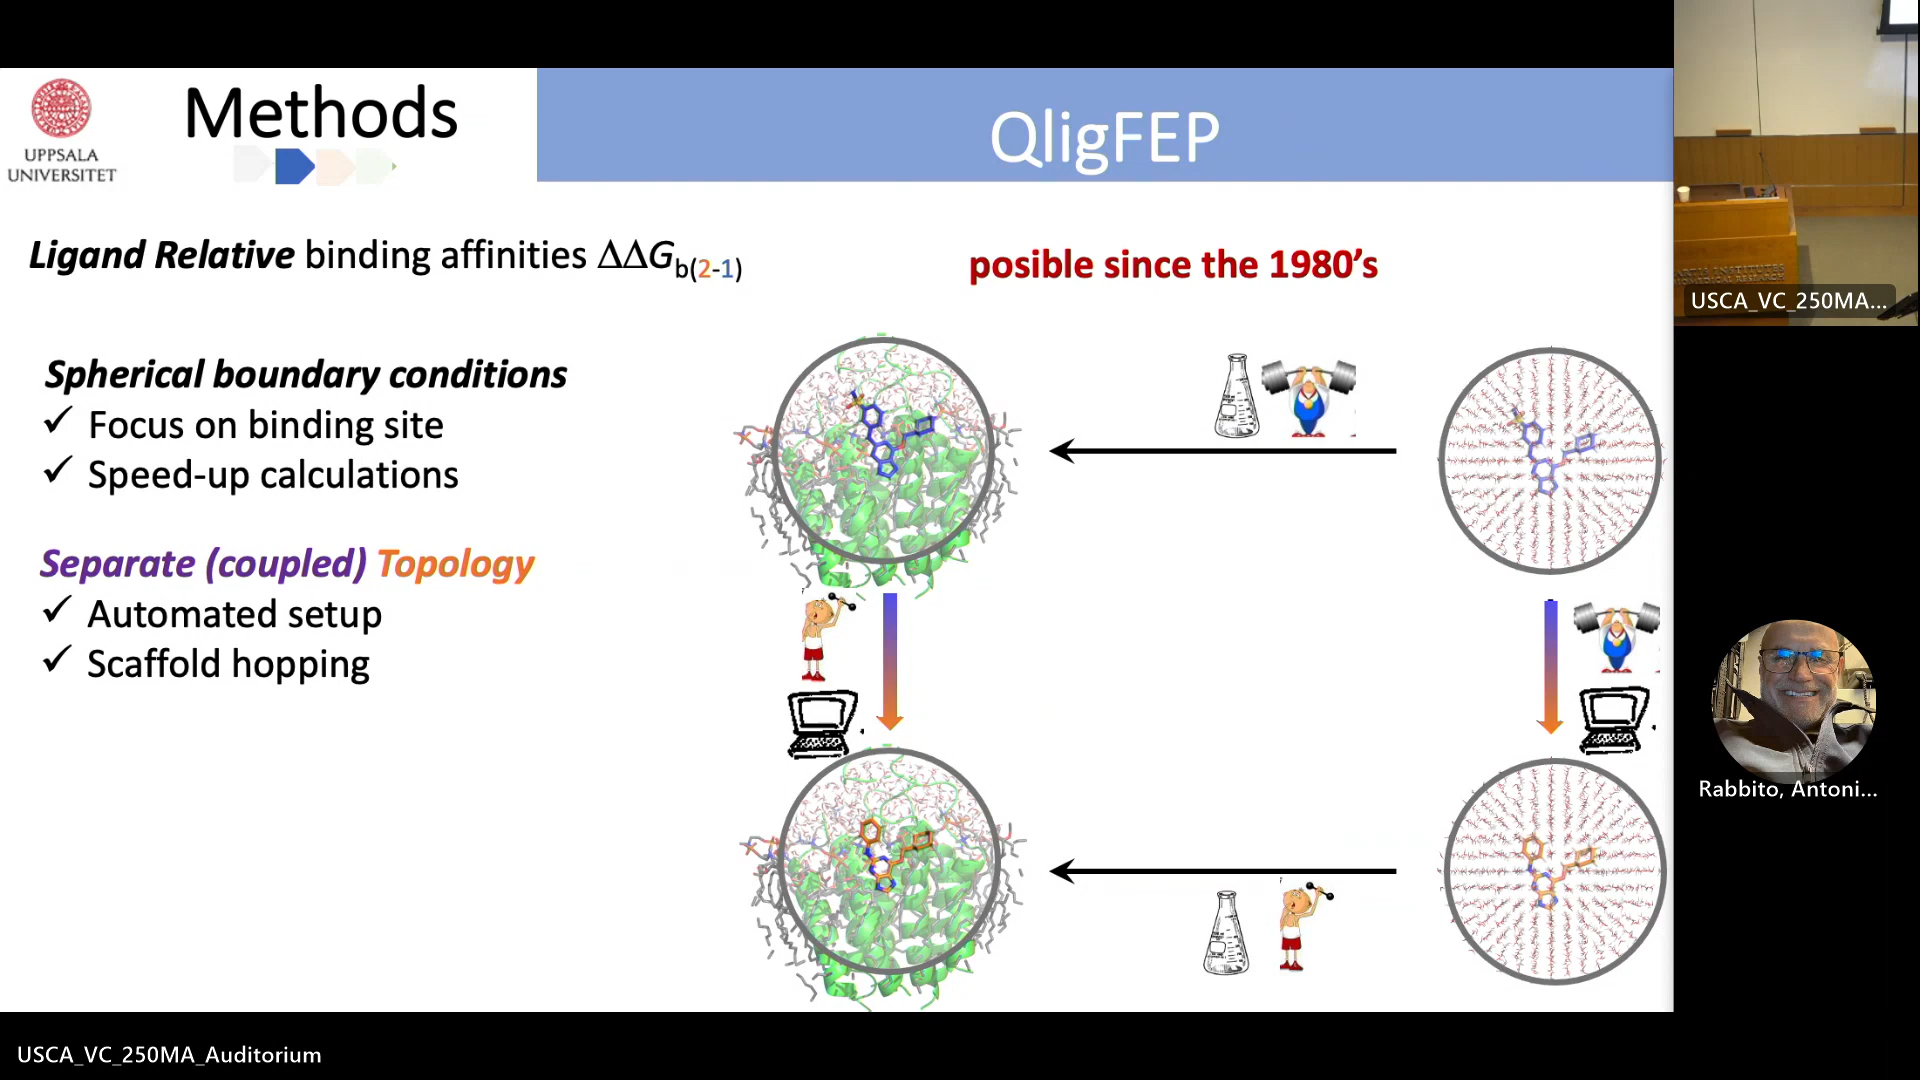 Methods
QligFEP
UPPSALA
UNIVERSITET
Ligand Relative binding affinities ΔΔGb(2-1)
posible since the 1980’s
Spherical boundary conditions
✓ Focus on binding site
✓ Speed-up calculations
Separate (coupled) Topology
✓ Automated setup
✓ Scaffold hopping
USCA_VC_250MA...
Rabbito, Antoni...
USCA_VC_250MA_Auditorium